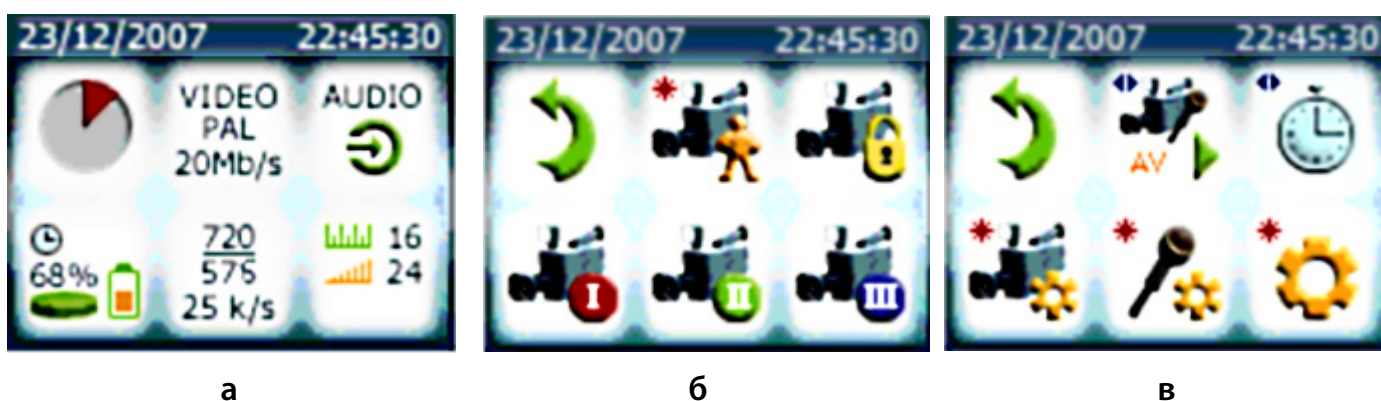 23/12/2007 22:45:30
VIDEO
PAL
20Mb/s
AUDIO
68%
720
576
25 k/s
16
24
23/12/2007 22:45:30
I
II
III
23/12/2007 22:45:30
AV
а
б
в